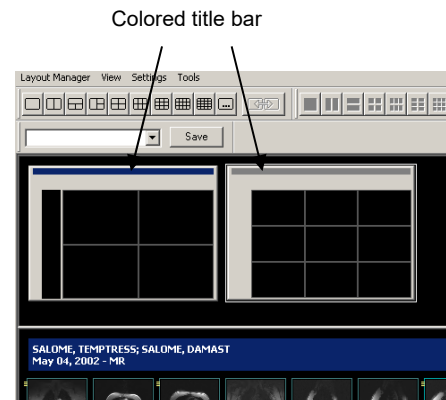 Colored title bar
Layout Manager View Settings Tools
...
Save
SALOME, TEMPTRESS; SALOME, DAMAST
May 04, 2002 - MR